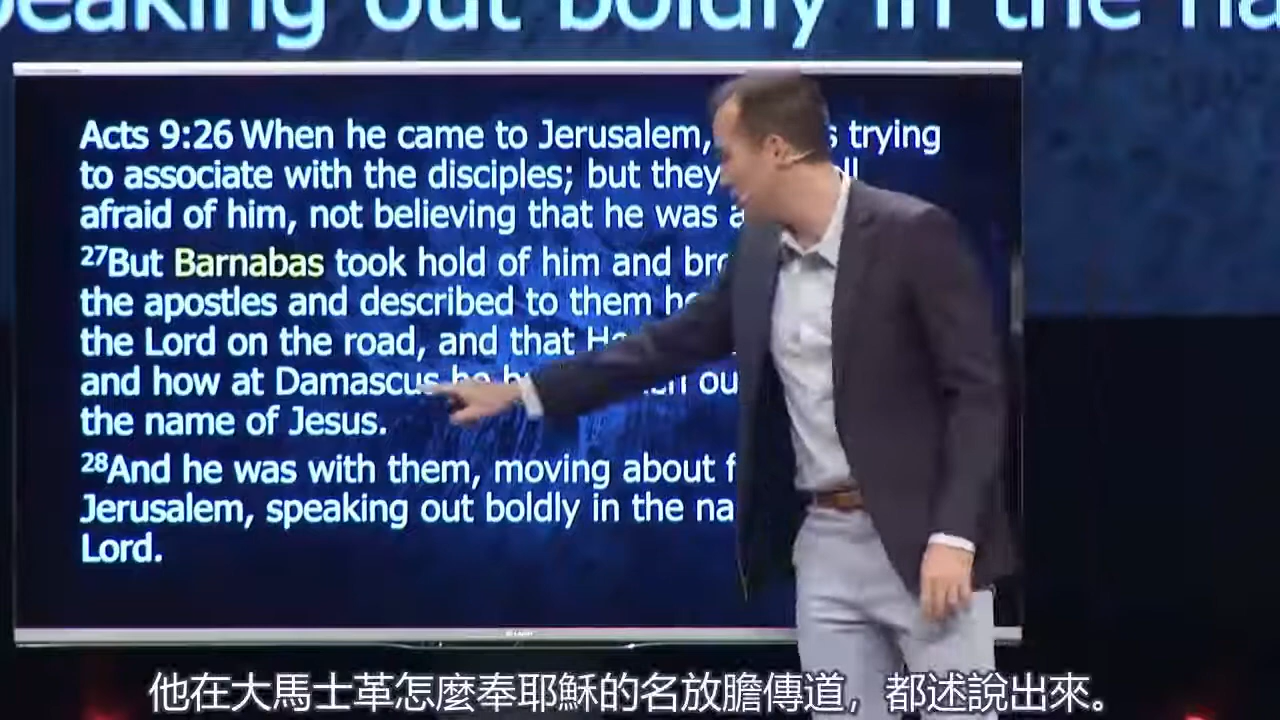 speaking out boldly in the na
Acts 9:26 When he came to Jerusalem, trying
to associate with the disciples; but they
afraid of him, not believing that he was a
27But Barnabas took hold of him and bro
the apostles and described to them
the Lord on the road, and that He
and how at Damascus he ou
the name of Jesus.
28And he was with them, moving about f
Jerusalem, speaking out boldly in the na
Lord.
他在大馬士革怎麼奉耶穌的名放膽傳道，都述說出來。